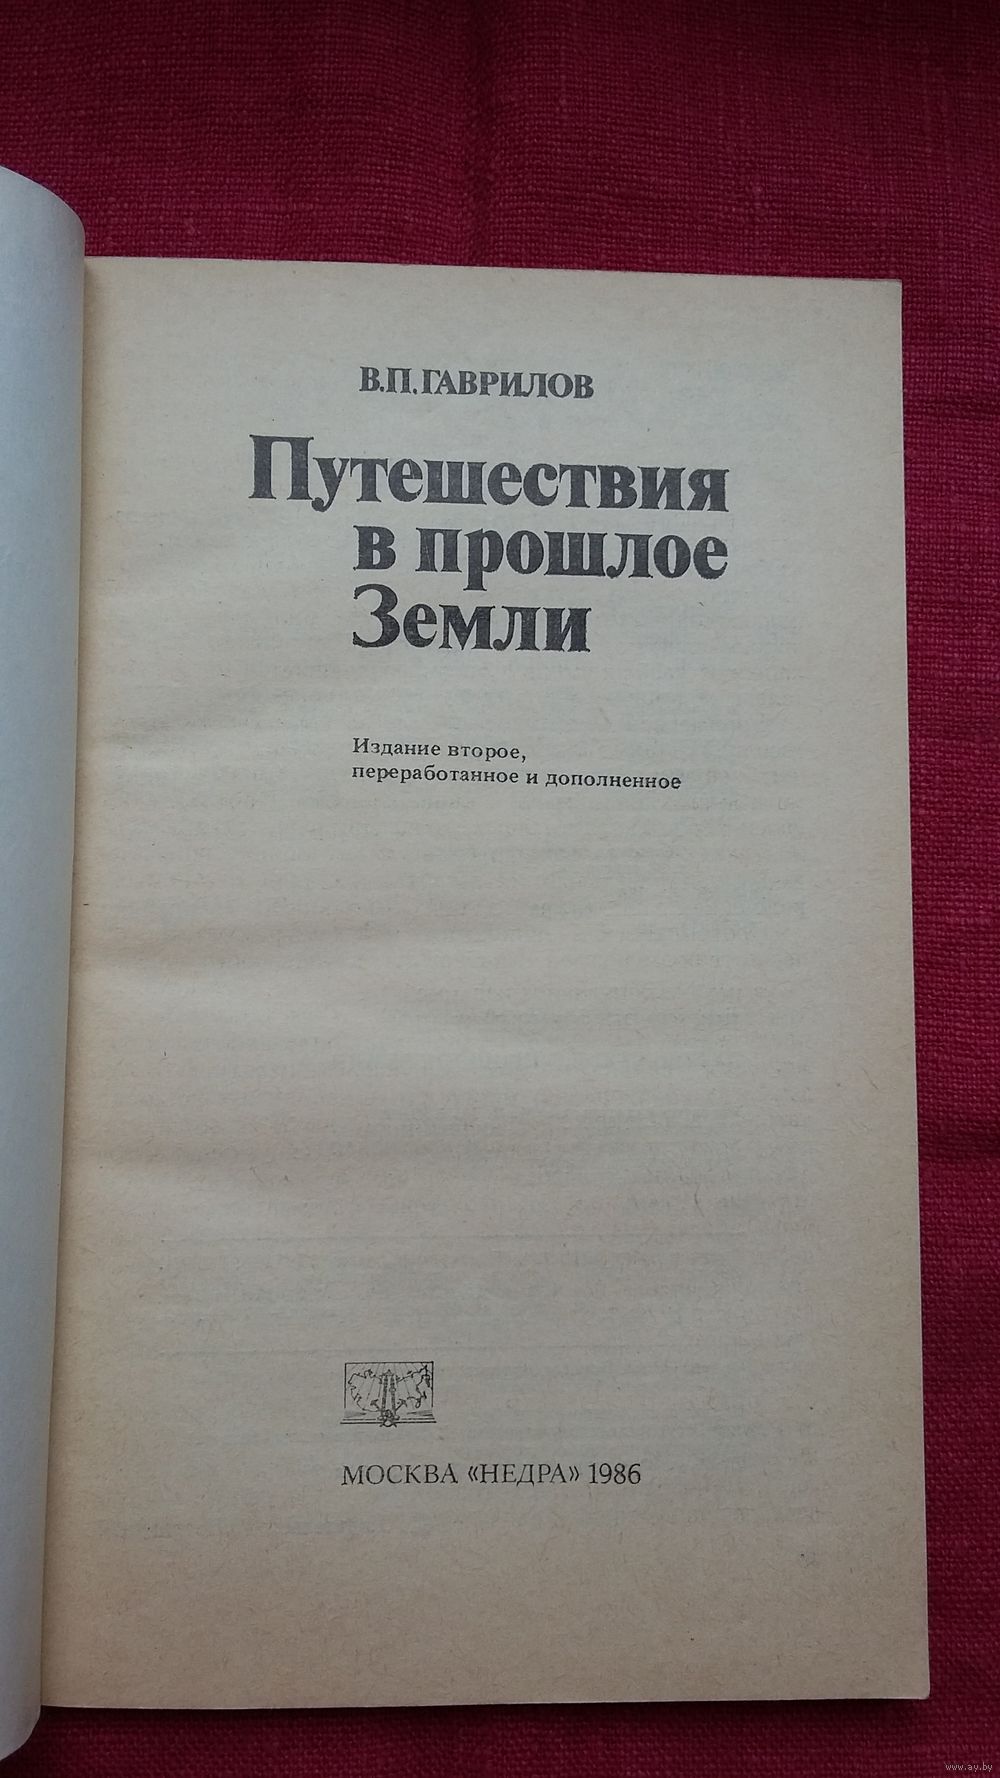 В.П.ГАВРИЛОВ
Путешествия
в прошлое
Земли
Издание второе,
переработанное и дополненное
МОСКВА «НЕДРА» 1986
www.ay.by